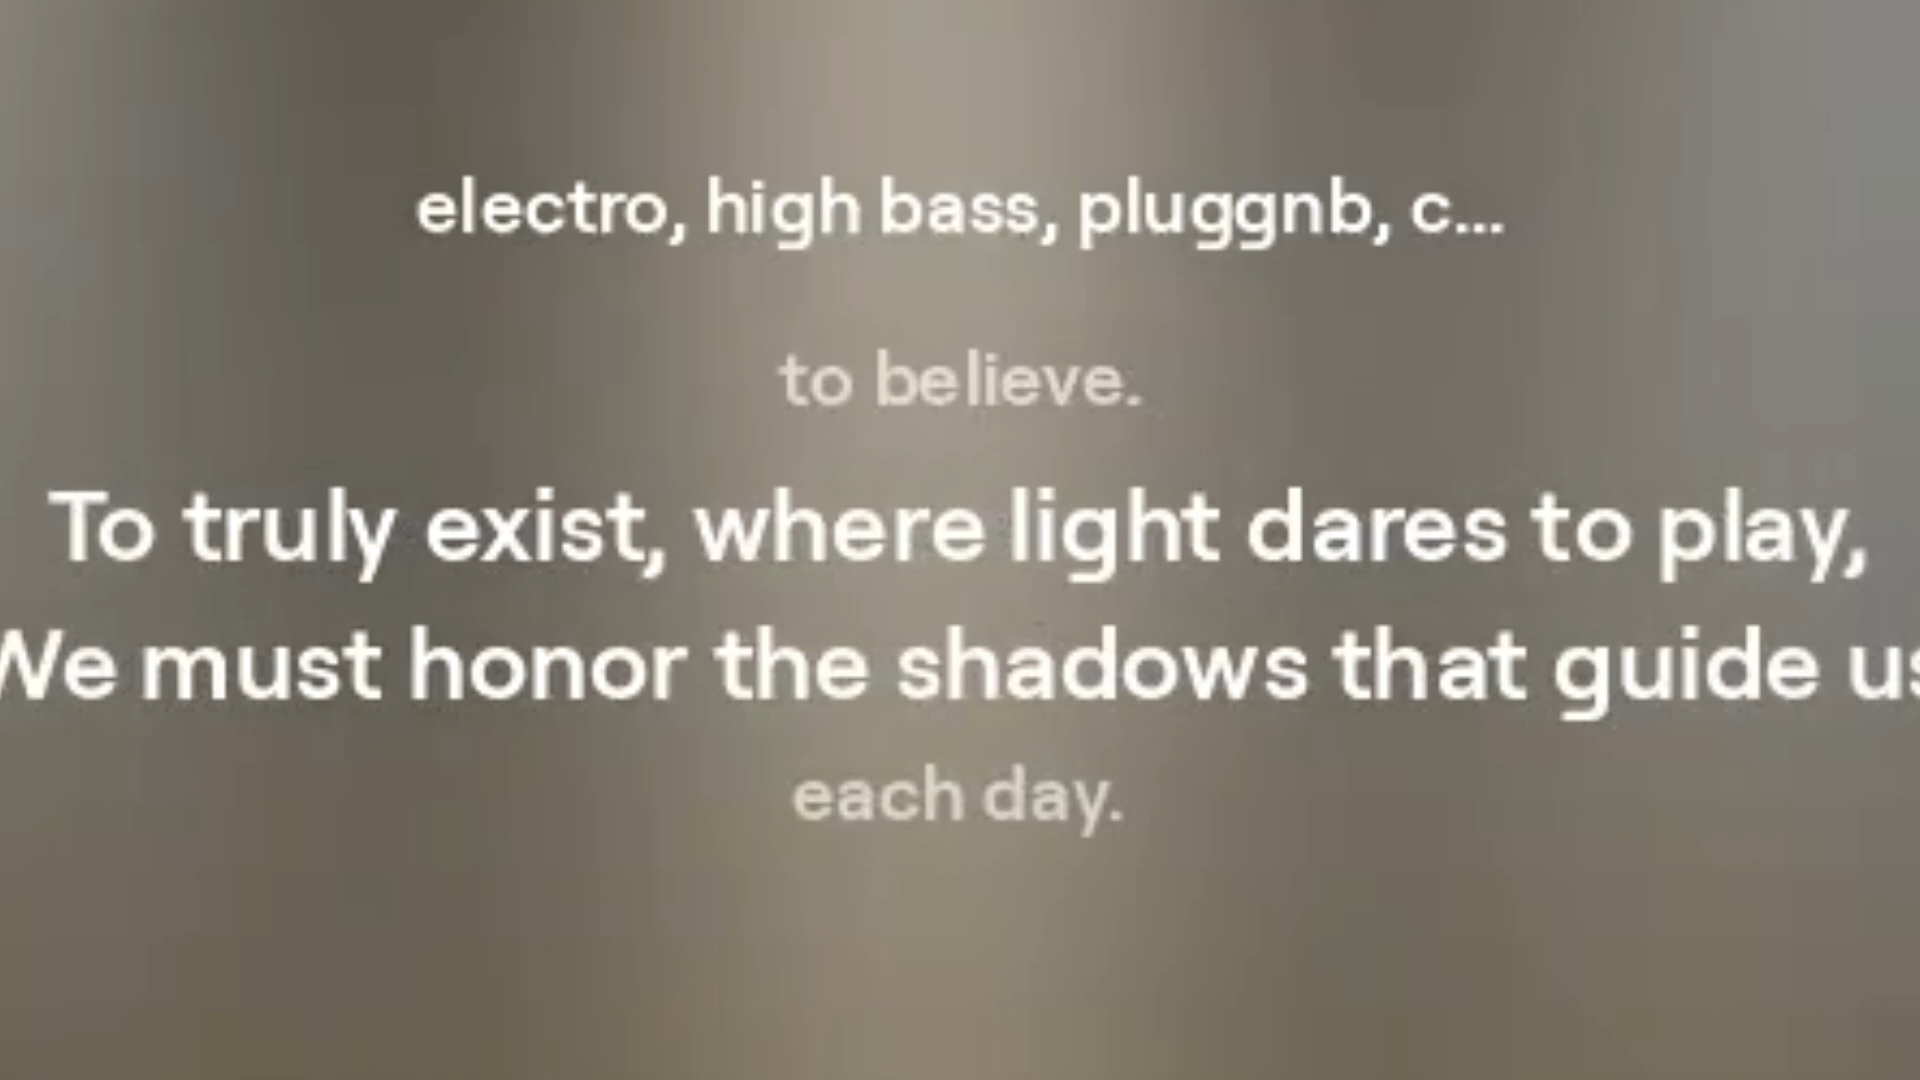 electro, high bass, pluggnb, c...
to believe.
To truly exist, where light dares to play,
We must honor the shadows that guide us
each day.